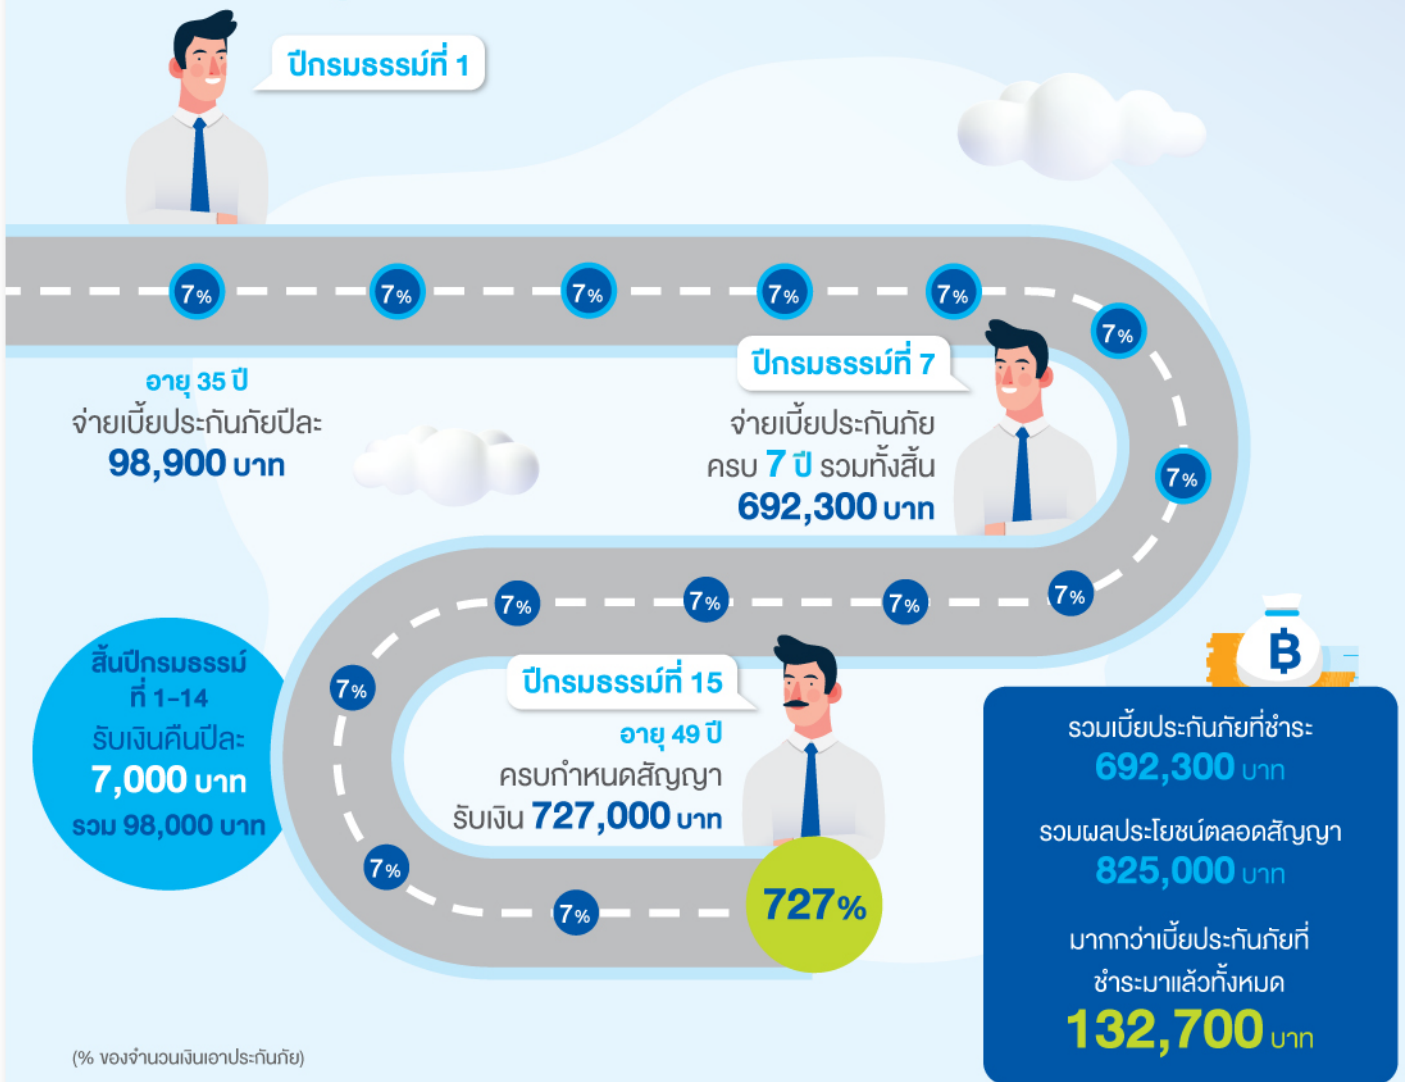 ปีกรมธรรม์ที่ 1
7%
7%
7%
7%
7%
7%
7%
อายุ 35 ปี
จ่ายเบี้ยประกันภัยปีละ
98,900 บาท
ปีกรมธรรม์ที่ 7
จ่ายเบี้ยประกันภัย
ครบ 7 ปี รวมทั้งสิ้น
692,300 บาท
7%
7%
7%
7%
7%
7%
7%
สิ้นปีกรมธรรม์
ที่ 1-14
รับเงินคืนปีละ
7,000 บาท
รวม 98,000 บาท
ปีกรมธรรม์ที่ 15
อายุ 49 ปี
ครบกำหนดสัญญา
รับเงิน 727,000 บาท
727%
฿
รวมเบี้ยประกันภัยที่ชำระ
692,300 บาท
รวมผลประโยชน์ตลอดสัญญา
825,000 บาท
มากกว่าเบี้ยประกันภัยที่
ชำระมาแล้วทั้งหมด
132,700 บาท
(% ของจำนวนเงินเอาประกันภัย)